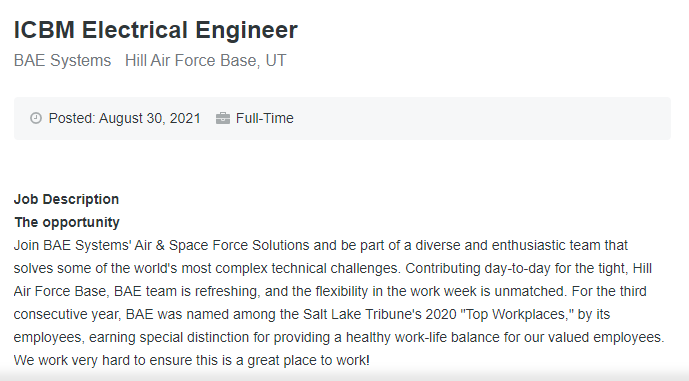 ICBM Electrical Engineer
BAE Systems Hill Air Force Base, UT
Posted: August 30, 2021 Full-Time
Job Description
The opportunity
Join BAE Systems' Air & Space Force Solutions and be part of a diverse and enthusiastic team that
solves some of the world's most complex technical challenges. Contributing day-to-day for the tight, Hill
Air Force Base, BAE team is refreshing, and the flexibility in the work week is unmatched. For the third
consecutive year, BAE was named among the Salt Lake Tribune's 2020 "Top Workplaces," by its
employees, earning special distinction for providing a healthy work-life balance for our valued employees.
We work very hard to ensure this is a great place to work!